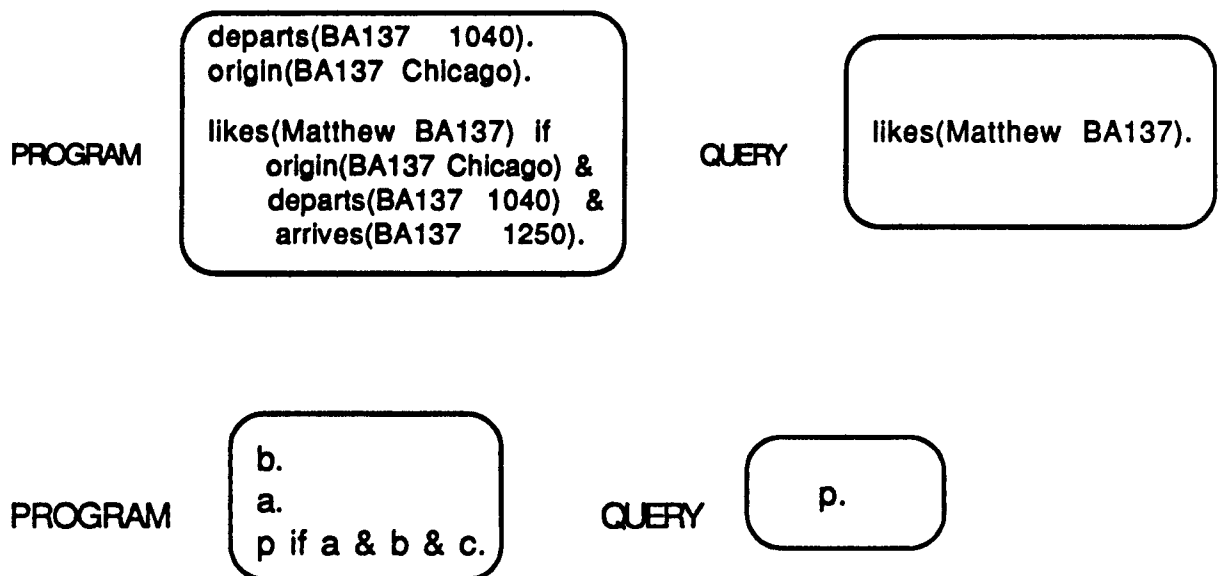 PROGRAM
departs(BA137 1040).
origin(BA137 Chicago).
likes(Matthew BA137) if
origin(BA137 Chicago) &
departs(BA137 1040) &
arrives(BA137 1250).
QUERY
likes(Matthew BA137).
PROGRAM
b.
a.
p if a & b & c.
QUERY
p.